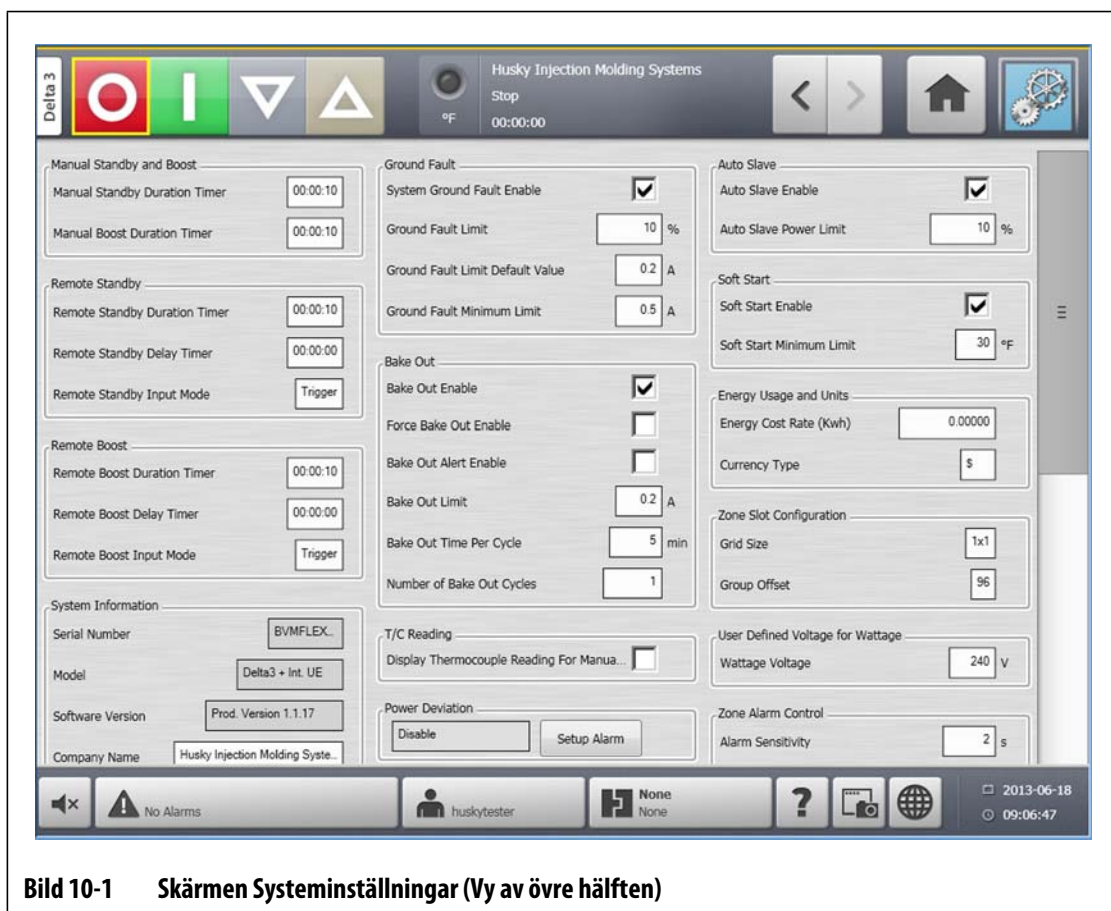 Delta 3
Husky Injection Molding Systems
Stop
°F
00:00:00
Manual Standby and Boost
Manual Standby Duration Timer 00:00:10
Manual Boost Duration Timer 00:00:10
Remote Standby
Remote Standby Duration Timer 00:00:10
Remote Standby Delay Timer 00:00:00
Remote Standby Input Mode Trigger
Remote Boost
Remote Boost Duration Timer 00:00:10
Remote Boost Delay Timer 00:00:00
Remote Boost Input Mode Trigger
System Information
Serial Number BVMFLEX...
Model Delta3 + Int. UE
Software Version Prod. Version 1.1.17
Company Name Husky Injection Molding Syste...
Ground Fault
System Ground Fault Enable
Ground Fault Limit 10 %
Ground Fault Limit Default Value 0.2 A
Ground Fault Minimum Limit 0.5 A
Bake Out
Bake Out Enable
Force Bake Out Enable
Bake Out Alert Enable
Bake Out Limit 0.2 A
Bake Out Time Per Cycle 5 min
Number of Bake Out Cycles 1
T/C Reading
Display Thermocouple Reading For Manua...
Power Deviation
Disable Setup Alarm
Auto Slave
Auto Slave Enable
Auto Slave Power Limit 10 %
Soft Start
Soft Start Enable
Soft Start Minimum Limit 30 °F
Energy Usage and Units
Energy Cost Rate (Kwh) 0.00000
Currency Type $
Zone Slot Configuration
Grid Size 1x1
Group Offset 96
User Defined Voltage for Wattage
Wattage Voltage 240 V
Zone Alarm Control
Alarm Sensitivity 2 s
No Alarms
huskytester
None
None
?
2013-06-18
09:06:47
Bild 10-1 Skärmen Systeminställningar (Vy av övre hälften)